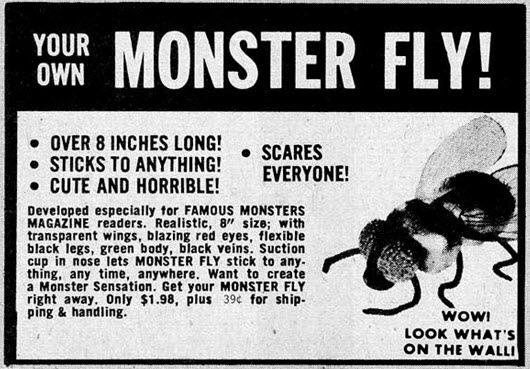 YOUR OWN MONSTER FLY!
• OVER 8 INCHES LONG!
• STICKS TO ANYTHING!
• CUTE AND HORRIBLE!
• SCARES
EVERYONE!
Developed especially for FAMOUS MONSTERS
MAGAZINE readers. Realistic, 8" size; with
transparent wings, blazing red eyes, flexible
black legs, green body, black veins. Suction
cup in nose lets MONSTER FLY stick to any-
thing, any time, anywhere. Want to create
a Monster Sensation. Get your MONSTER FLY
right away. Only $1.98, plus 39¢ for ship-
ping & handling.
WOW!
LOOK WHAT'S
ON THE WALL!